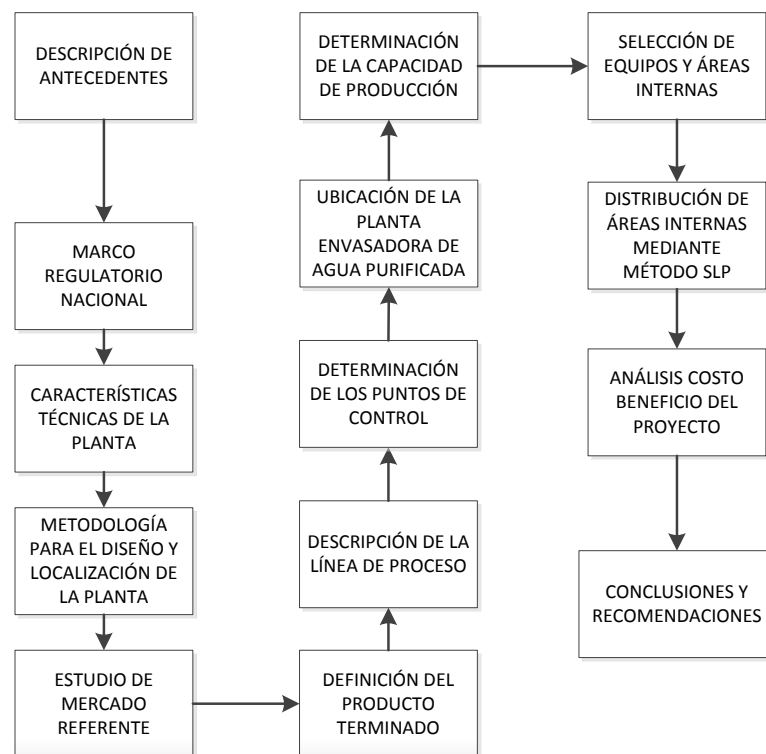 DESCRIPCIÓN DE
ANTECEDENTES
MARCO
REGULATORIO
NACIONAL
CARACTERÍSTICAS
TÉCNICAS DE LA
PLANTA
METODOLOGÍA
PARA EL DISEÑO Y
LOCALIZACIÓN DE
LA PLANTA
ESTUDIO DE
MERCADO
REFERENTE
DEFINICIÓN DEL
PRODUCTO
TERMINADO
DESCRIPCIÓN DE LA
LÍNEA DE PROCESO
DETERMINACIÓN
DE LOS PUNTOS DE
CONTROL
UBICACIÓN DE LA
PLANTA
ENVASADORA DE
AGUA PURIFICADA
DETERMINACIÓN
DE LA CAPACIDAD
DE PRODUCCIÓN
SELECCIÓN DE
EQUIPOS Y ÁREAS
INTERNAS
DISTRIBUCIÓN DE
ÁREAS INTERNAS
MEDIANTE
MÉTODO SLP
ANÁLISIS COSTO
BENEFICIO DEL
PROYECTO
CONCLUSIONES Y
RECOMENDACIONES